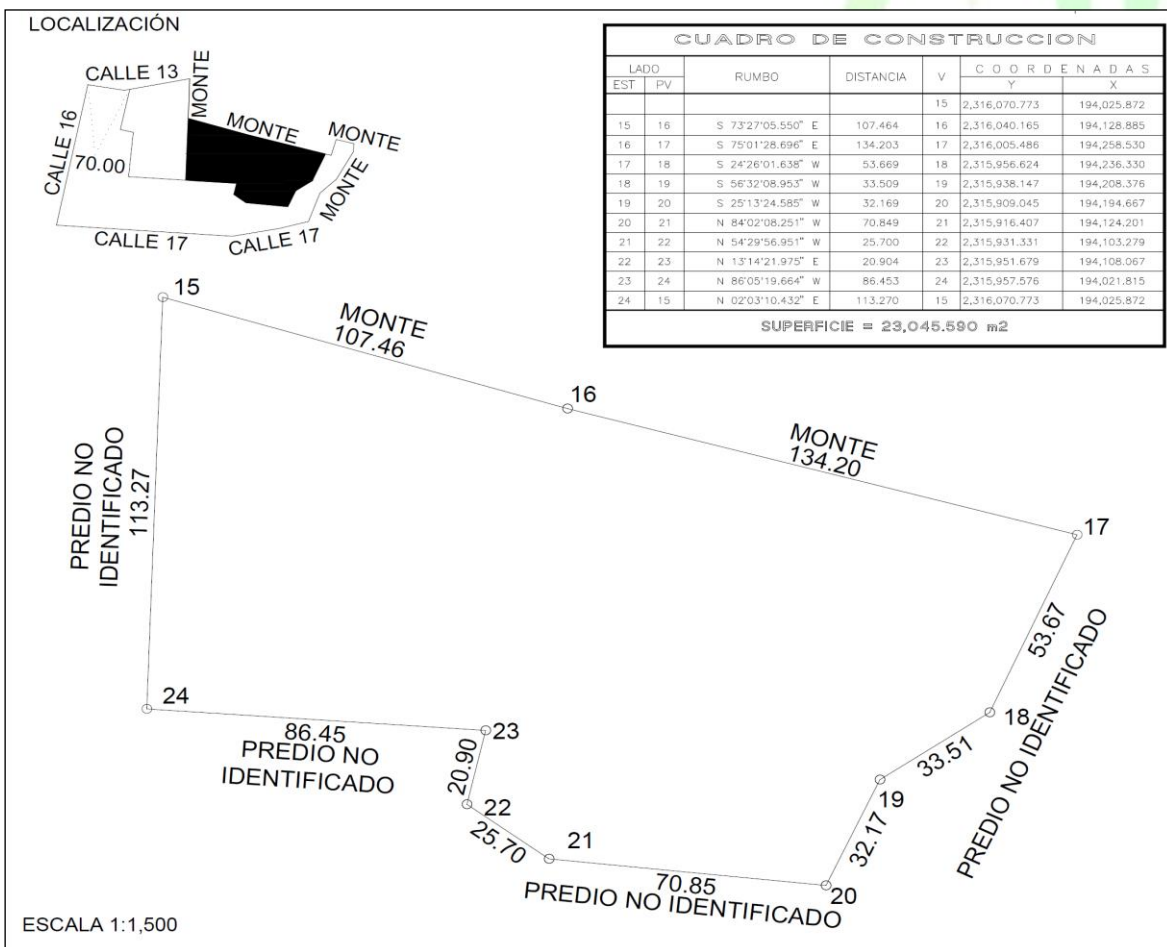 LOCALIZACIÓN
CALLE 13
MONTE
MONTE
MONTE
MONTE
CALLE 16
70.00
CALLE 17
CALLE 17
CUADRO DE CONSTRUCCION
LADO RUMBO DISTANCIA V COORDENADAS
EST PV Y X
15 2,316,070.773 194,025.872
15 16 S 73°27'05.550" E 107.464 16 2,316,040.165 194,128.885
16 17 S 75°01'28.696" E 134.203 17 2,316,005.486 194,258.530
17 18 S 24°26'01.638" W 53.669 18 2,315,956.624 194,236.330
18 19 S 56°32'08.953" W 33.509 19 2,315,938.147 194,208.376
19 20 S 25°13'24.585" W 32.169 20 2,315,909.045 194,194.667
20 21 N 84°02'08.251" W 70.849 21 2,315,916.407 194,124.201
21 22 N 54°29'56.951" W 25.700 22 2,315,931.331 194,103.279
22 23 N 13°14'21.975" E 20.904 23 2,315,951.679 194,108.067
23 24 N 86°05'19.664" W 86.453 24 2,315,957.576 194,021.815
24 15 N 02°03'10.432" E 113.270 15 2,316,070.773 194,025.872
SUPERFICIE = 23,045.590 m2
15
MONTE
107.46
16
MONTE
134.20
17
PREDIO NO
IDENTIFICADO
113.27
53.67
PREDIO NO IDENTIFICADO
18
33.51
19
32.17
20
24
86.45
PREDIO NO
IDENTIFICADO
23
20.90
22
25.70
21
70.85
PREDIO NO IDENTIFICADO
ESCALA 1:1,500